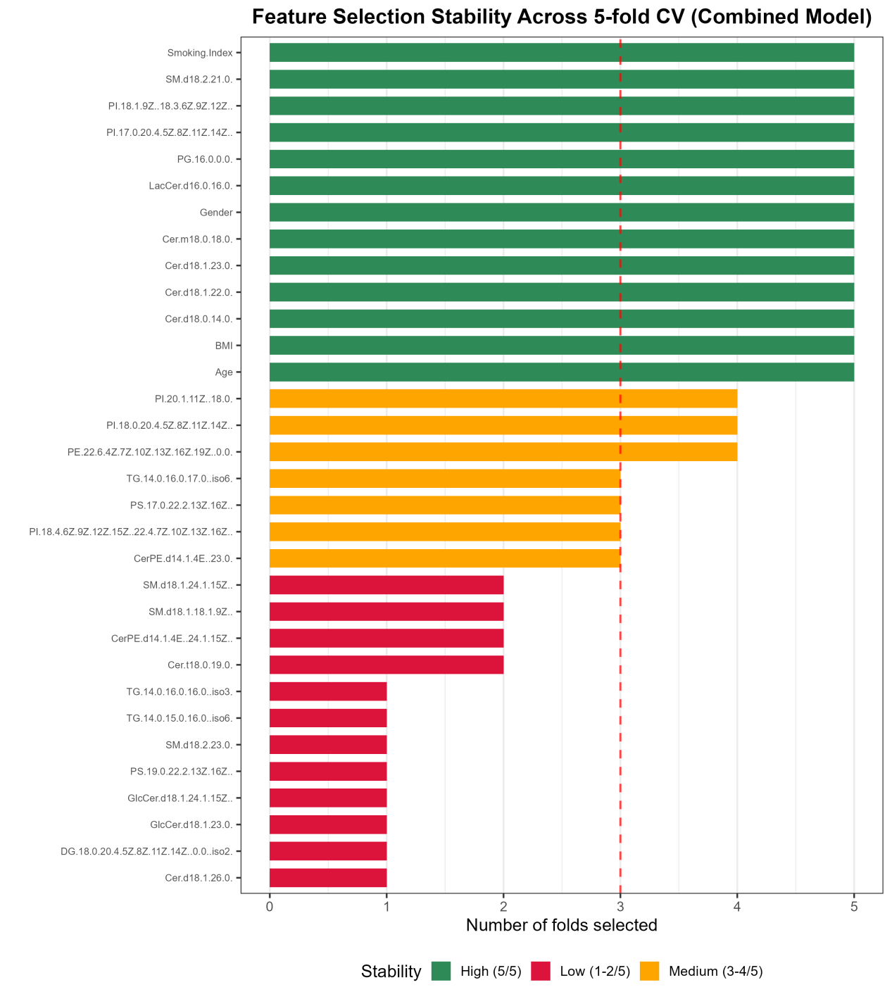 Feature Selection Stability Across 5-fold CV (Combined Model)
Smoking.Index
SM.d18.2.21.0.
PI.18.1.9Z..18.3.6Z.9Z.12Z..
PI.17.0.20.4.5Z.8Z.11Z.14Z..
PG.16.0.0.0.
LacCer.d16.0.16.0.
Gender
Cer.m18.0.18.0.
Cer.d18.1.23.0.
Cer.d18.1.22.0.
Cer.d18.0.14.0.
BMI
Age
PI.20.1.11Z..18.0.
PI.18.0.20.4.5Z.8Z.11Z.14Z..
PE.22.6.4Z.7Z.10Z.13Z.16Z.19Z..0.0.
TG.14.0.16.0.17.0..iso6.
PS.17.0.22.2.13Z.16Z..
PI.18.4.6Z.9Z.12Z.15Z..22.4.7Z.10Z.13Z.16Z..
CerPE.d14.1.4E..23.0.
SM.d18.1.24.1.15Z..
SM.d18.1.18.1.9Z..
CerPE.d14.1.4E..24.1.15Z..
Cer.t18.0.19.0.
TG.14.0.16.0.16.0..iso3.
TG.14.0.15.0.16.0..iso6.
SM.d18.2.23.0.
PS.19.0.22.2.13Z.16Z..
GlcCer.d18.1.24.1.15Z..
GlcCer.d18.1.23.0.
DG.18.0.20.4.5Z.8Z.11Z.14Z..0.0..iso2.
Cer.d18.1.26.0.
0 1 2 3 4 5
Number of folds selected
Stability High (5/5) Low (1-2/5) Medium (3-4/5)